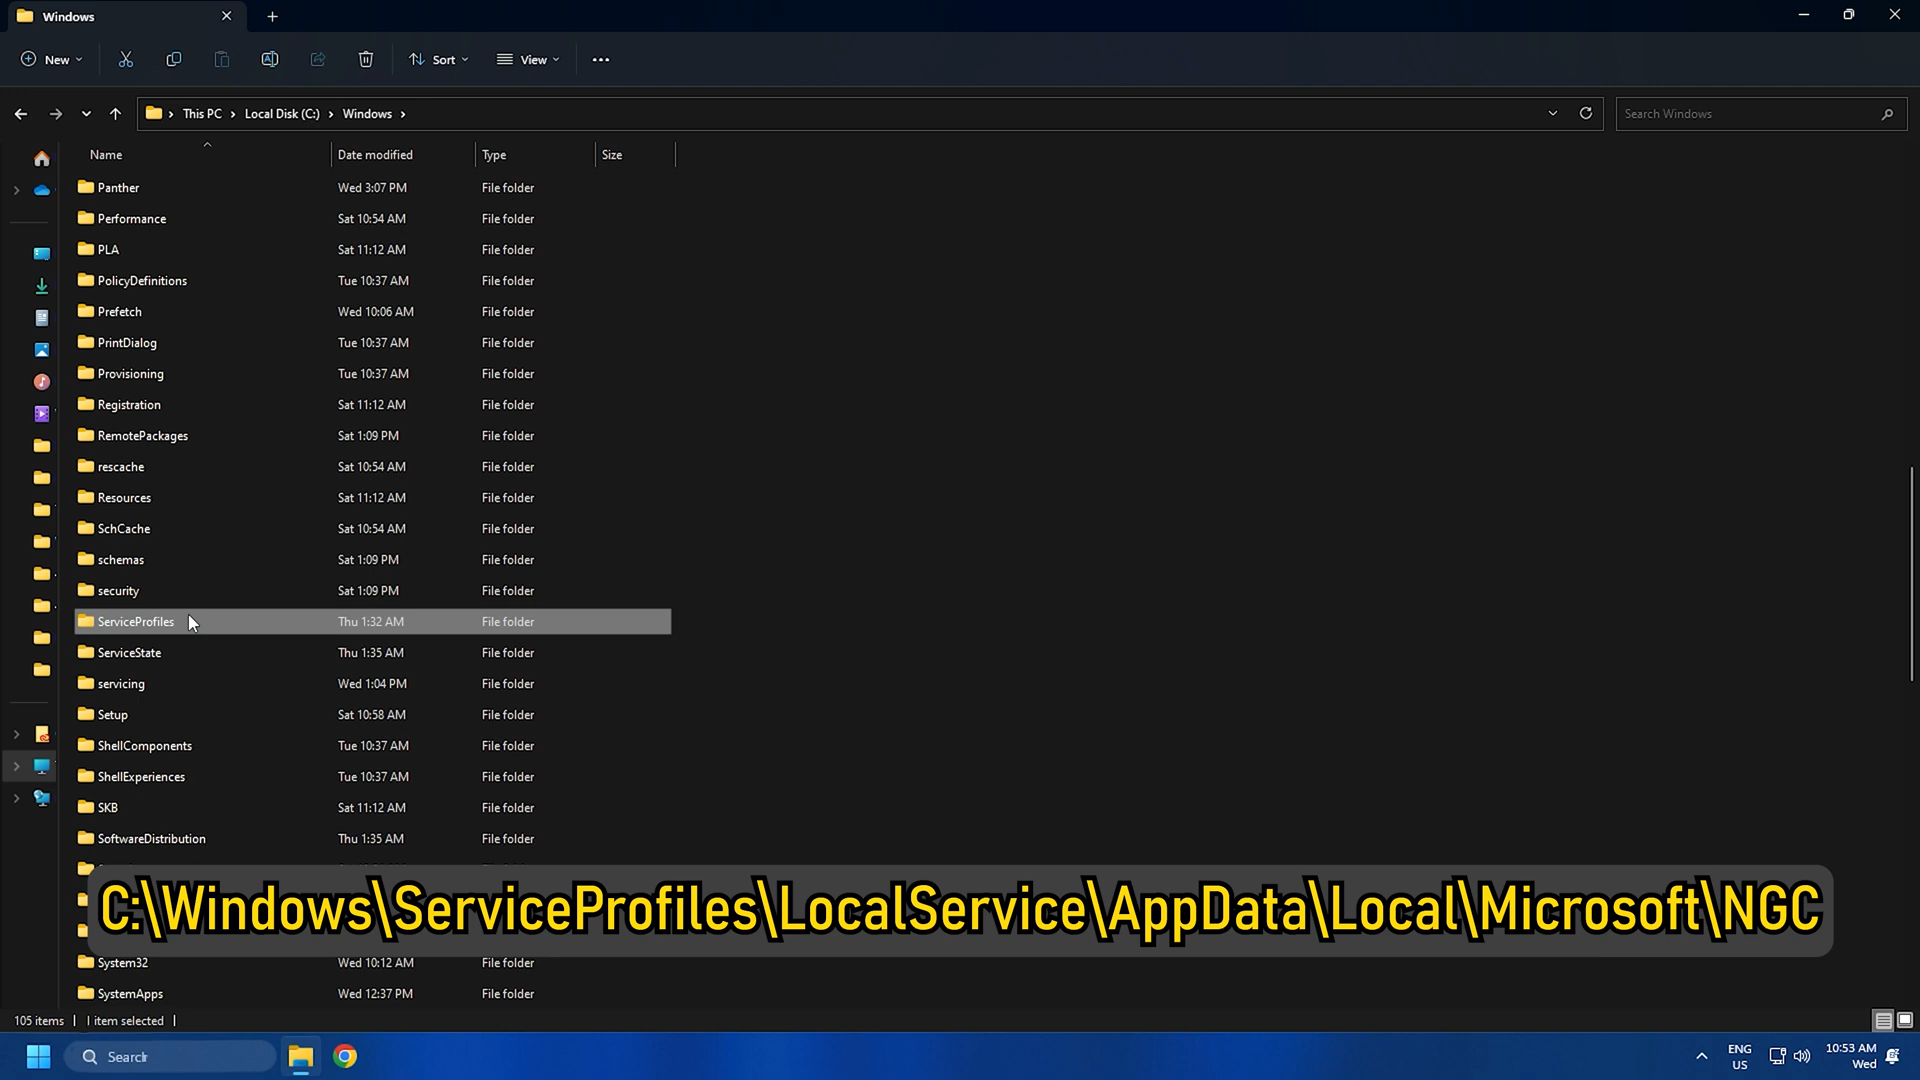 Windows
New
Sort
View
This PC
Local Disk (C:)
Windows
Search Windows
Name Date modified Type Size
Panther Wed 3:07 PM File folder
Performance Sat 10:54 AM File folder
PLA Sat 11:12 AM File folder
PolicyDefinitions Tue 10:37 AM File folder
Prefetch Wed 10:06 AM File folder
PrintDialog Tue 10:37 AM File folder
Provisioning Tue 10:37 AM File folder
Registration Sat 11:12 AM File folder
RemotePackages Sat 1:09 PM File folder
rescache Sat 10:54 AM File folder
Resources Sat 11:12 AM File folder
SchCache Sat 10:54 AM File folder
schemas Sat 1:09 PM File folder
security Sat 1:09 PM File folder
ServiceProfiles Thu 1:32 AM File folder
ServiceState Thu 1:35 AM File folder
servicing Wed 1:04 PM File folder
Setup Sat 10:58 AM File folder
ShellComponents Tue 10:37 AM File folder
ShellExperiences Tue 10:37 AM File folder
SKB Sat 11:12 AM File folder
SoftwareDistribution Thu 1:35 AM File folder
C:\Windows\ServiceProfiles\LocalService\AppData\Local\Microsoft\NGC
System32 Wed 10:12 AM File folder
SystemApps Wed 12:37 PM File folder
105 items 1 item selected
Search
ENG
US
10:53 AM
Wed